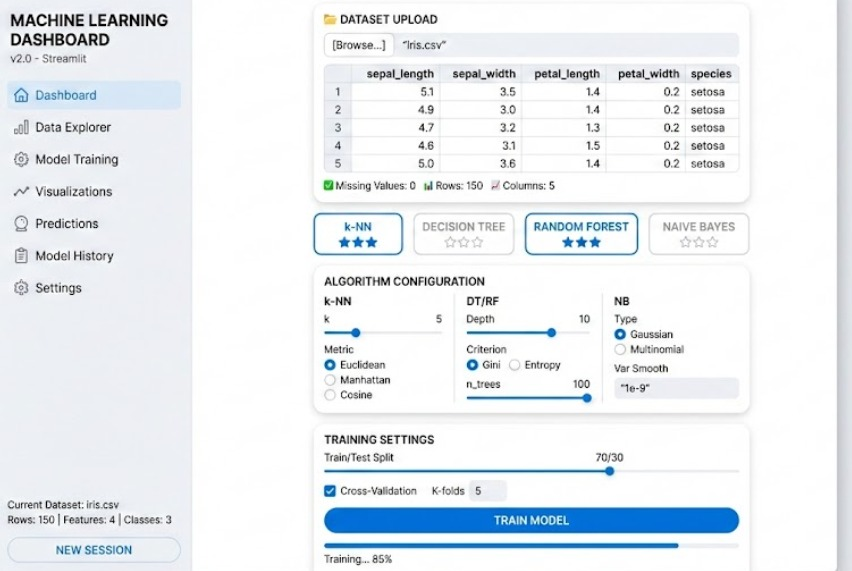 MACHINE LEARNING
DASHBOARD
v2.0 - Streamlit
Dashboard
Data Explorer
Model Training
Visualizations
Predictions
Model History
Settings
Current Dataset: iris.csv
Rows: 150 | Features: 4 | Classes: 3
NEW SESSION
DATASET UPLOAD
[Browse...] "Iris.csv"
sepal_length sepal_width petal_length petal_width species
1 5.1 3.5 1.4 0.2 setosa
2 4.9 3.0 1.4 0.2 setosa
3 4.7 3.2 1.3 0.2 setosa
4 4.6 3.1 1.5 0.2 setosa
5 5.0 3.6 1.4 0.2 setosa
Missing Values: 0 Rows: 150 Columns: 5
k-NN DECISION TREE RANDOM FOREST NAIVE BAYES
ALGORITHM CONFIGURATION
k-NN
k 5
Metric
Euclidean
Manhattan
Cosine
DT/RF
Depth 10
Criterion
Gini Entropy
n_trees 100
NB
Type
Gaussian
Multinomial
Var Smooth
"1e-9"
TRAINING SETTINGS
Train/Test Split 70/30
Cross-Validation K-folds 5
TRAIN MODEL
Training... 85%